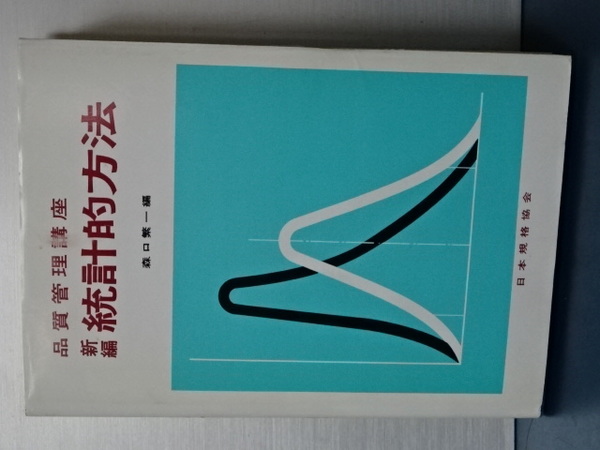 品質管理講座
新編 統計的方法
森口繁一編
日本規格協会